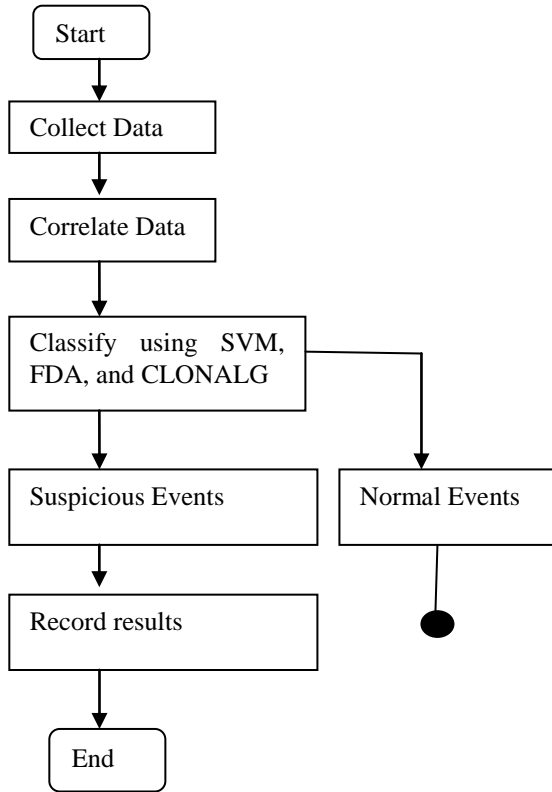 Start
Collect Data
Correlate Data
Classify using SVM,
FDA, and CLONALG
Suspicious Events
Normal Events
Record results
End